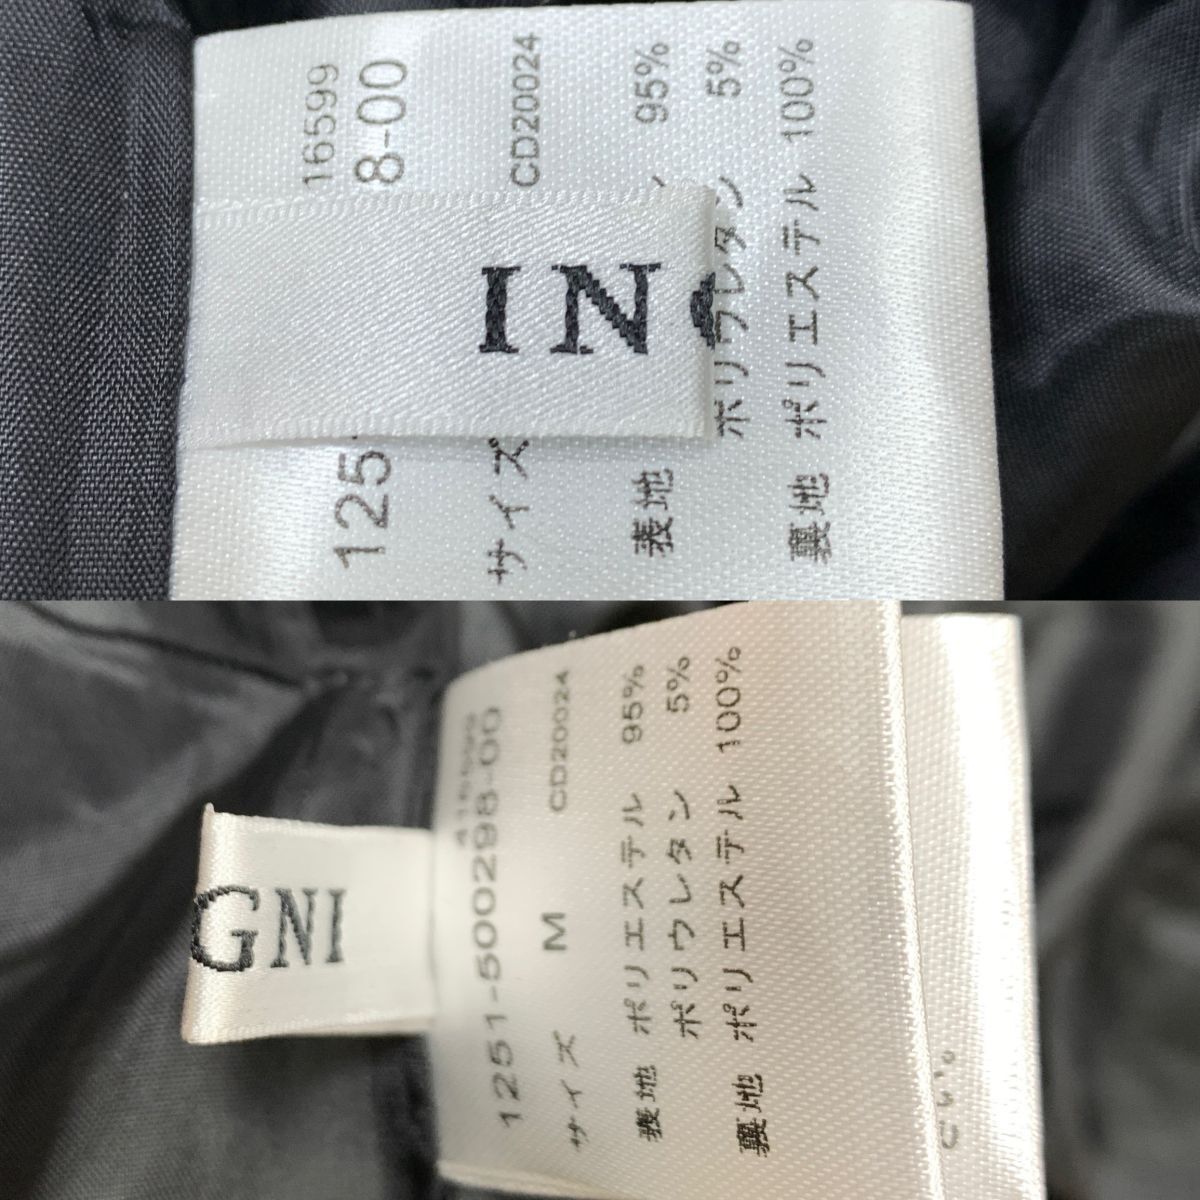 16599
125
8-00
サイズ
CD20024
表地
95%
ポリウレタン 5%
裏地 ポリエステル 100%
IN
1251-500298-00
サイズ M CD20024
表地 ポリエステル 95%
ポリウレタン 5%
裏地 ポリエステル 100%
GNI